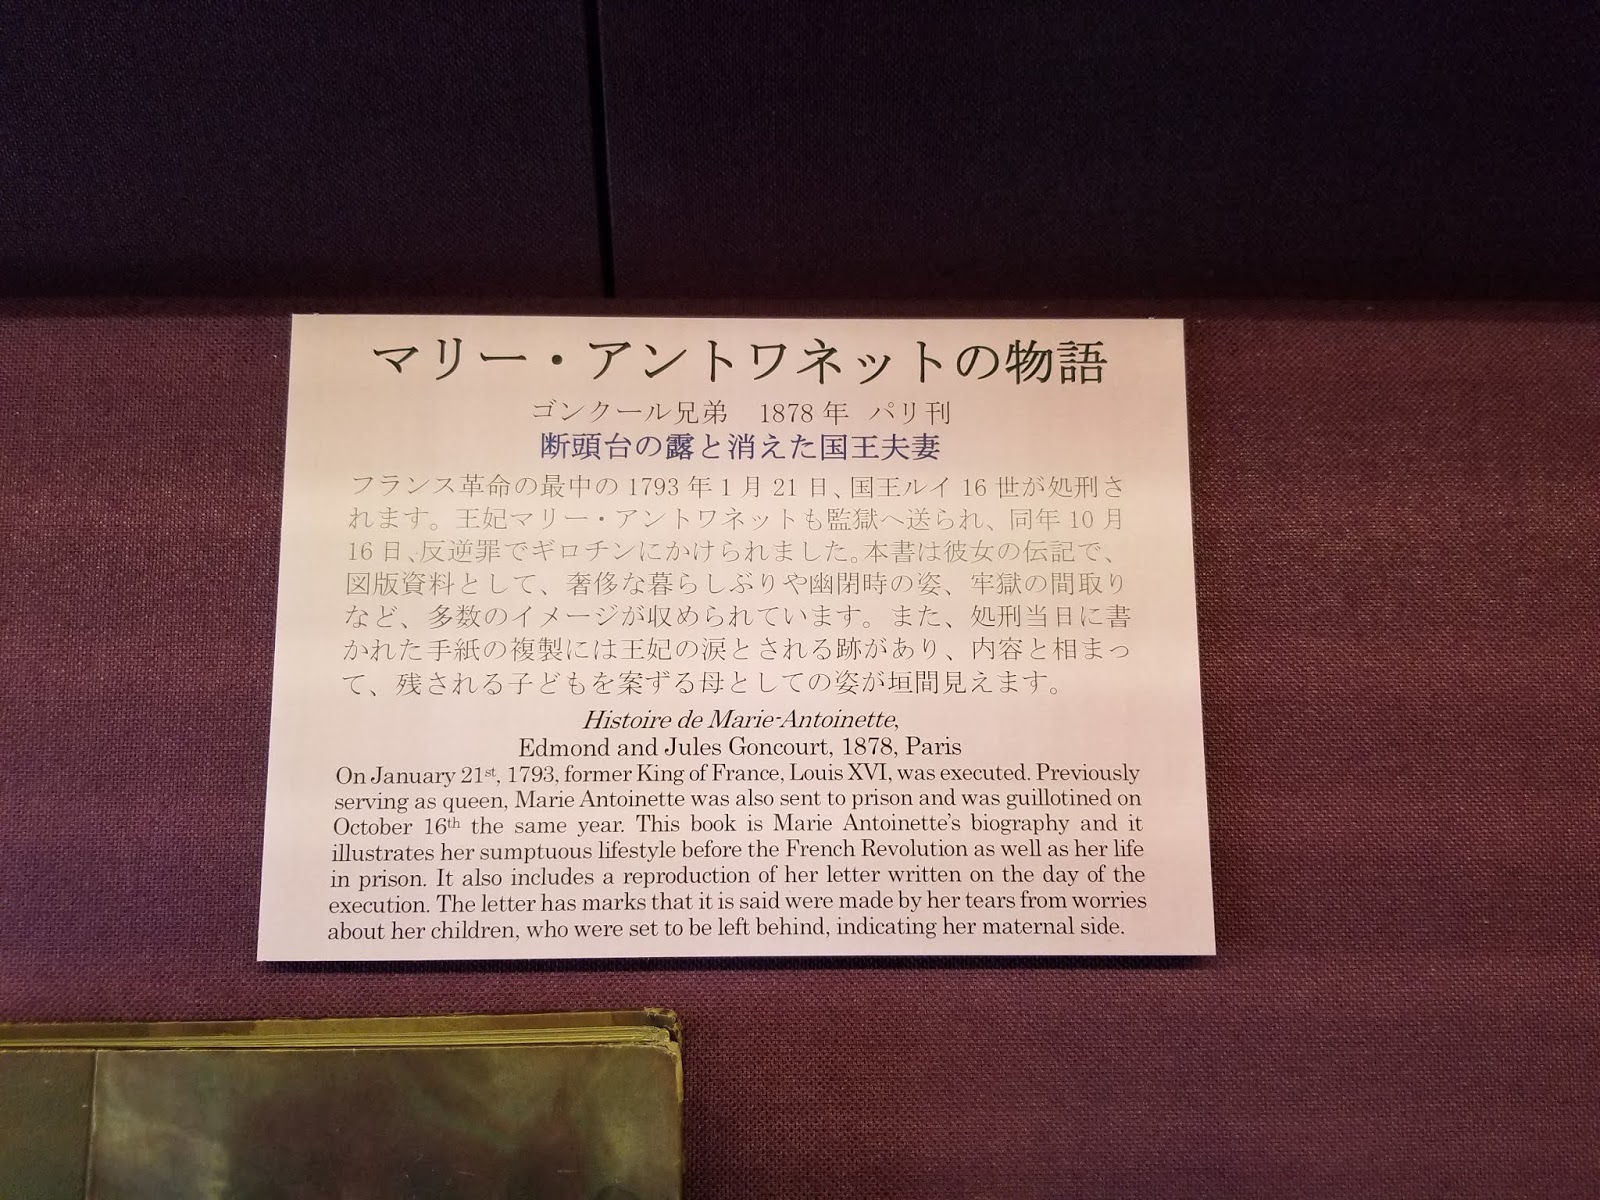 マリー・アントワネットの物語
ゴンクール兄弟　1878 年　パリ刊
断頭台の露と消えた国王夫妻
フランス革命の最中の 1793 年 1 月 21 日、国王ルイ 16 世が処刑さ
れます。王妃マリー・アントワネットも監獄へ送られ、同年 10 月
16 日、反逆罪でギロチンにかけられました。本書は彼女の伝記で、
図版資料として、奢侈な暮らしぶりや幽閉時の姿、牢獄の間取り
など、多数のイメージが収められています。また、処刑当日に書
かれた手紙の複製には王妃の涙とされる跡があり、内容と相まっ
て、残される子どもを案ずる母としての姿が垣間見えます。
Histoire de Marie-Antoinette,
Edmond and Jules Goncourt, 1878, Paris
On January 21st, 1793, former King of France, Louis XVI, was executed. Previously
serving as queen, Marie Antoinette was also sent to prison and was guillotined on
October 16th the same year. This book is Marie Antoinette's biography and it
illustrates her sumptuous lifestyle before the French Revolution as well as her life
in prison. It also includes a reproduction of her letter written on the day of the
execution. The letter has marks that it is said were made by her tears from worries
about her children, who were set to be left behind, indicating her maternal side.